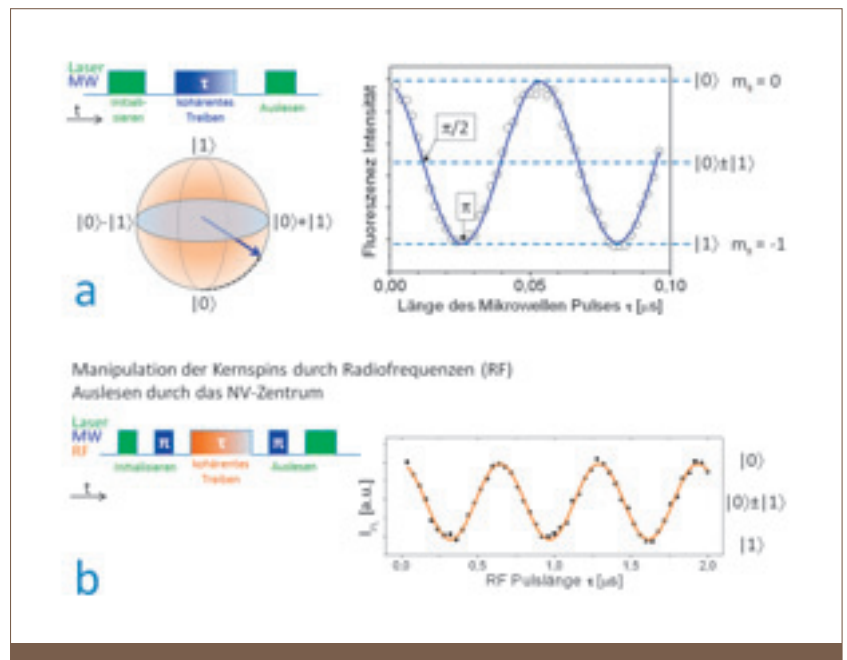 Laser
MW
τ
t
Initiali-
sieren
kohärentes
Treiben
Auslesen
|1⟩
|0⟩-|1⟩
|0⟩+|1⟩
|0⟩
a
Fluoreszenez Intensität
π/2
π
|0⟩ mₛ = 0
|0⟩±|1⟩
|1⟩ mₛ = -1
0,00 0,05 0,10
Länge des Mikrowellen Pulses τ [µs]
Manipulation der Kernspins durch Radiofrequenzen (RF)
Auslesen durch das NV-Zentrum
Laser
MW
RF
π τ π
t
Initialisieren
kohärentes
Treiben
Auslesen
b
I_FL [a.u.]
|0⟩
|0⟩±|1⟩
|1⟩
0,0 0,5 1,0 1,5 2,0
RF Pulslänge τ [µs]